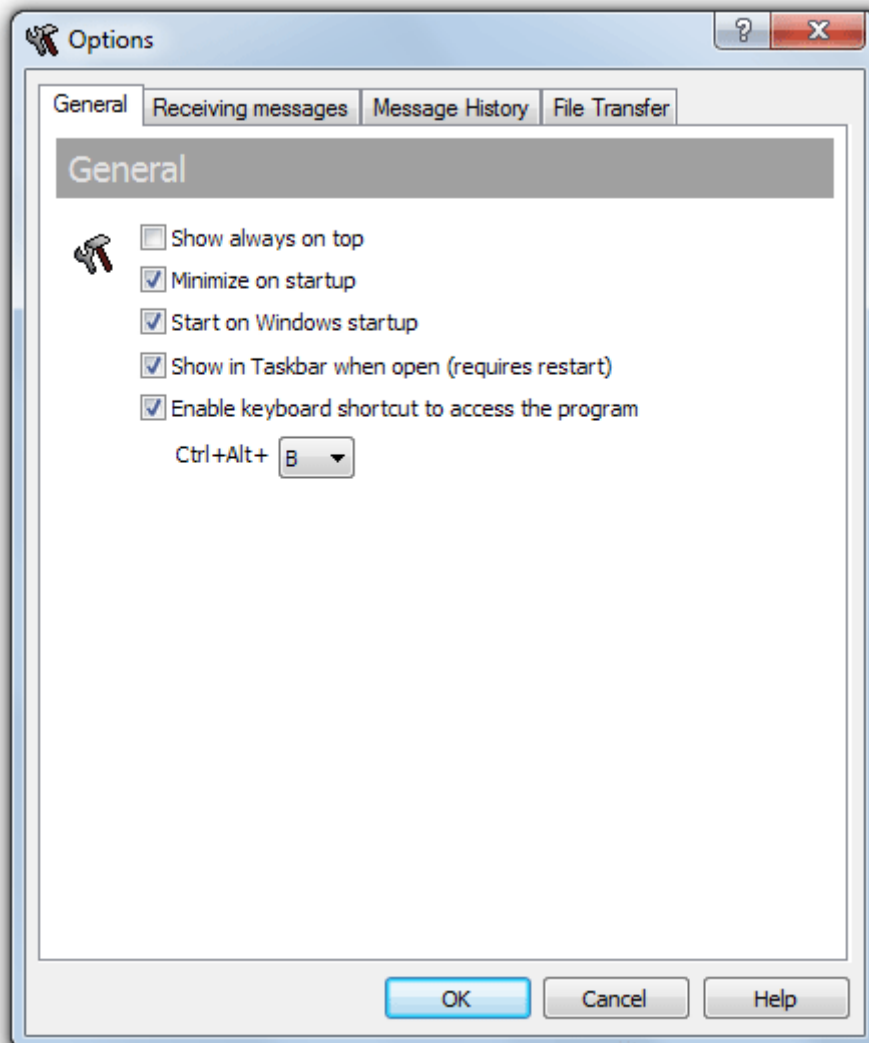 Options
General Receiving messages Message History File Transfer
General
Show always on top
Minimize on startup
Start on Windows startup
Show in Taskbar when open (requires restart)
Enable keyboard shortcut to access the program
Ctrl+Alt+ B
OK Cancel Help